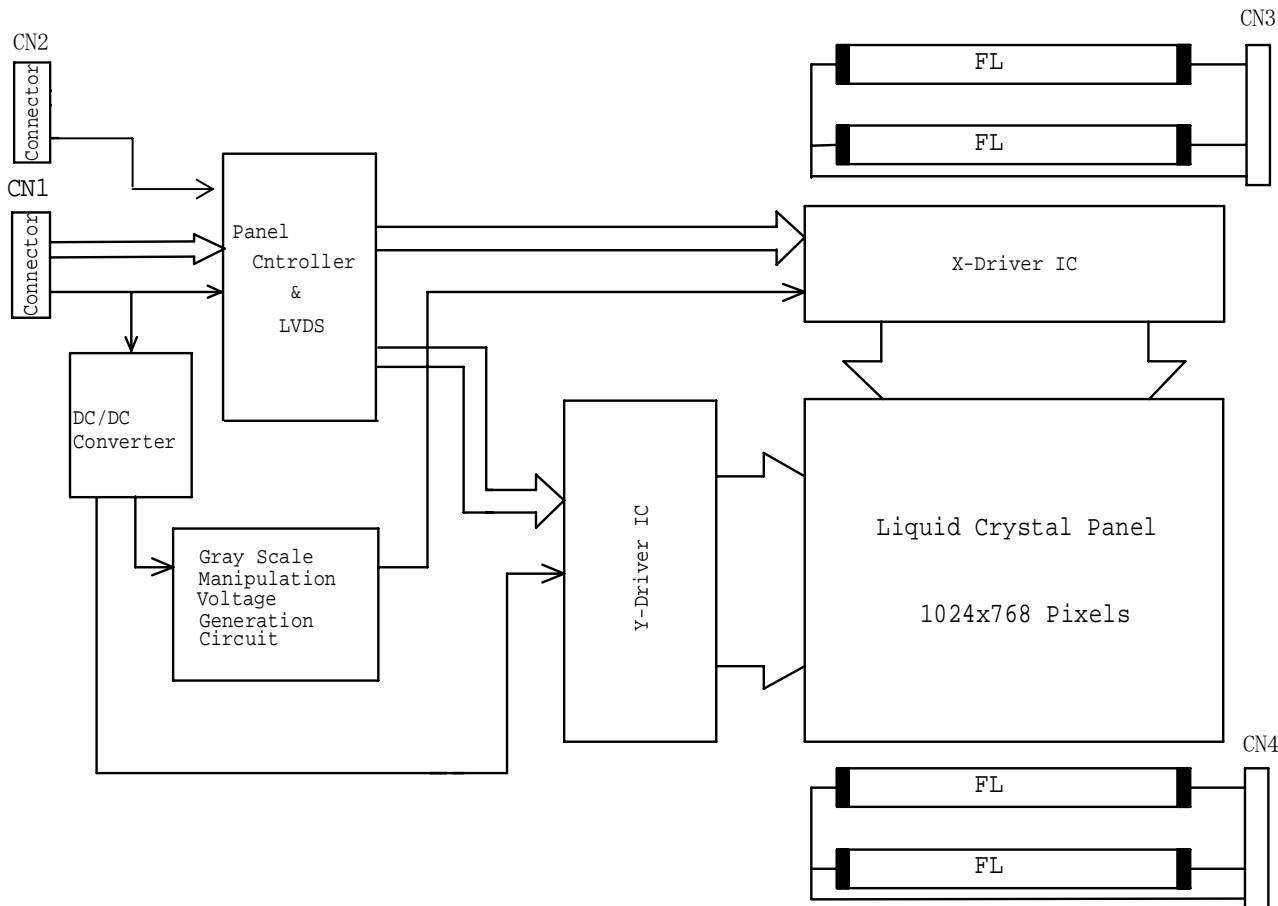 CN2
Connector
CN1
Connector
Panel
Cntroller
&
LVDS
DC/DC
Converter
Gray Scale
Manipulation
Voltage
Generation
Circuit
Y-Driver IC
CN3
FL
FL
X-Driver IC
Liquid Crystal Panel
1024x768 Pixels
CN4
FL
FL